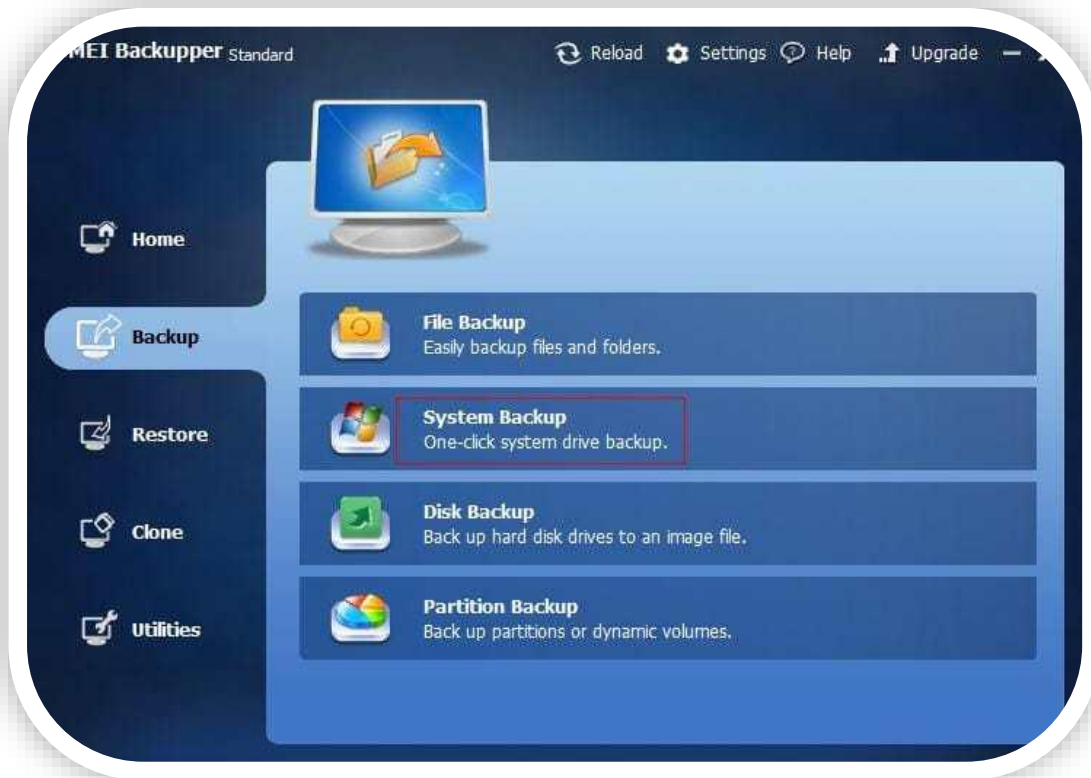 MEI Backupper Standard
Reload Settings Help Upgrade
Home
Backup
Restore
Clone
Utilities
File Backup
Easily backup files and folders.
System Backup
One-click system drive backup.
Disk Backup
Back up hard disk drives to an image file.
Partition Backup
Back up partitions or dynamic volumes.